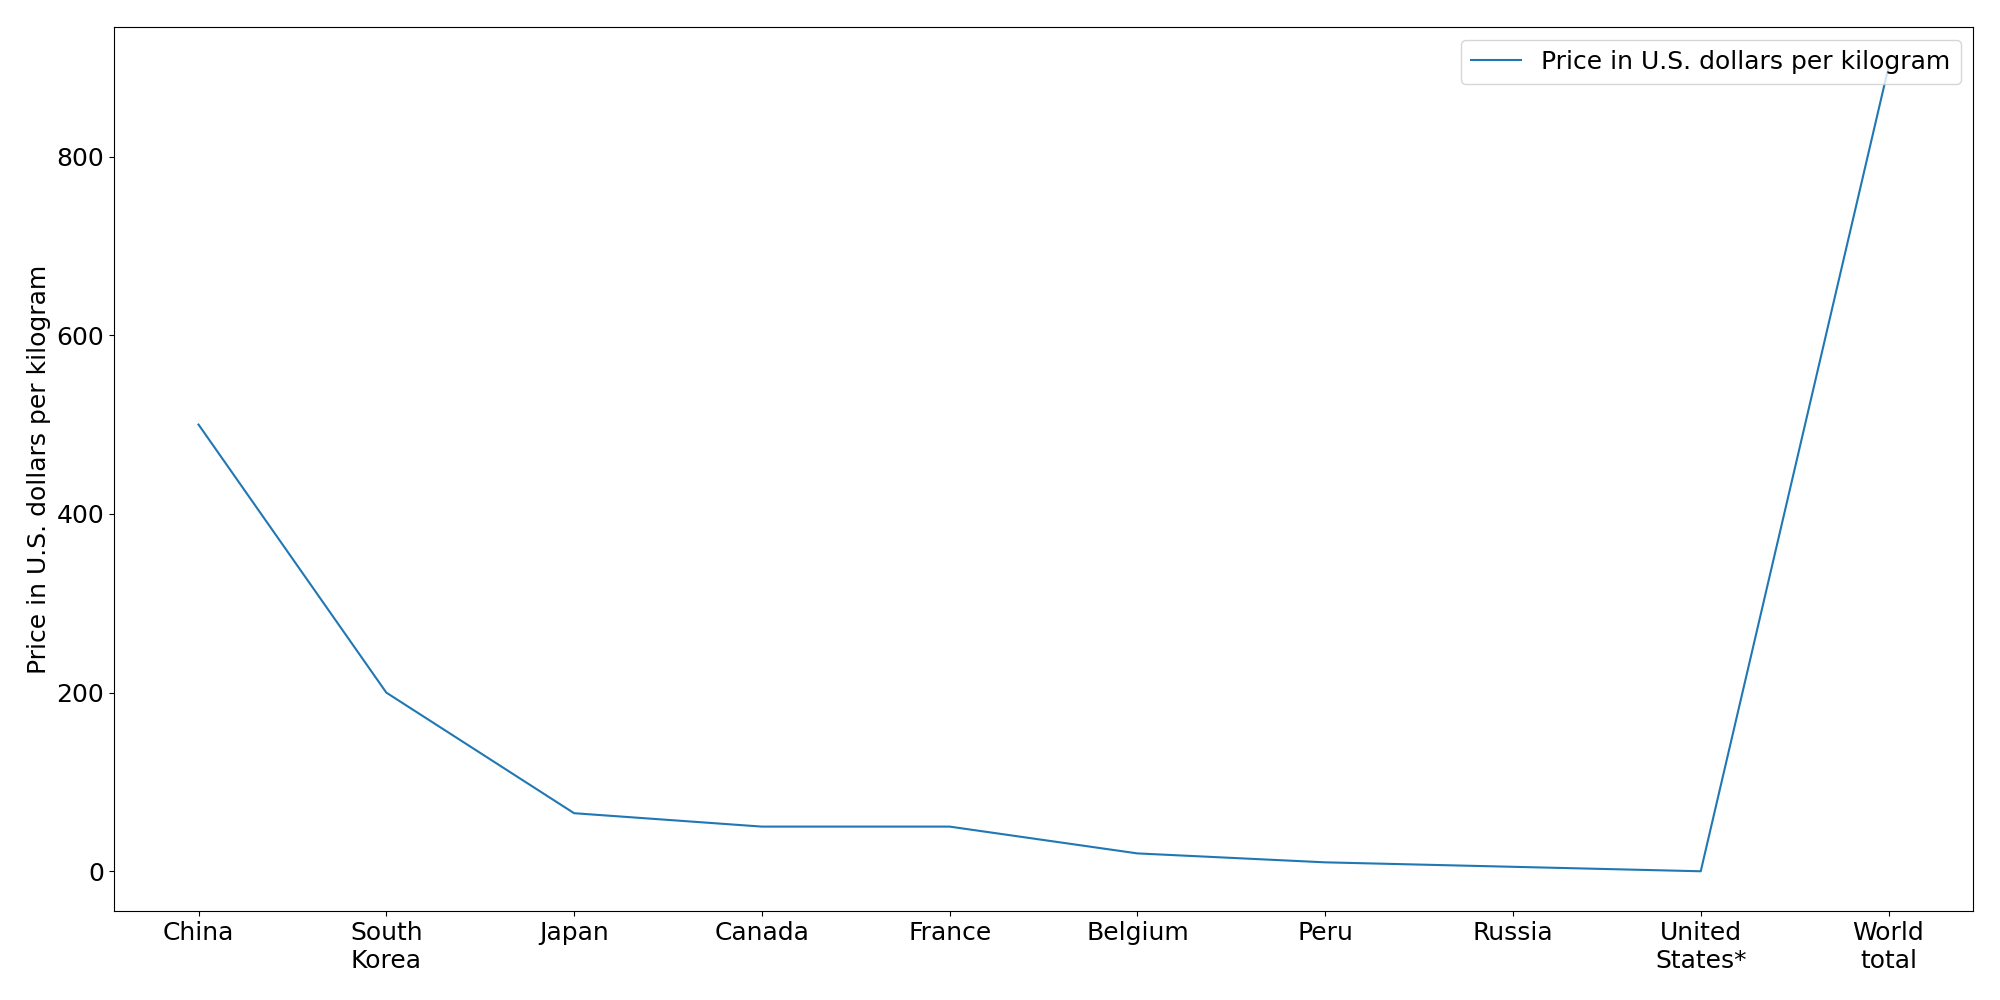 Price in U.S. dollars per kilogram
Price in U.S. dollars per kilogram
800
600
400
200
0
China
South
Korea
Japan
Canada
France
Belgium
Peru
Russia
United
States*
World
total